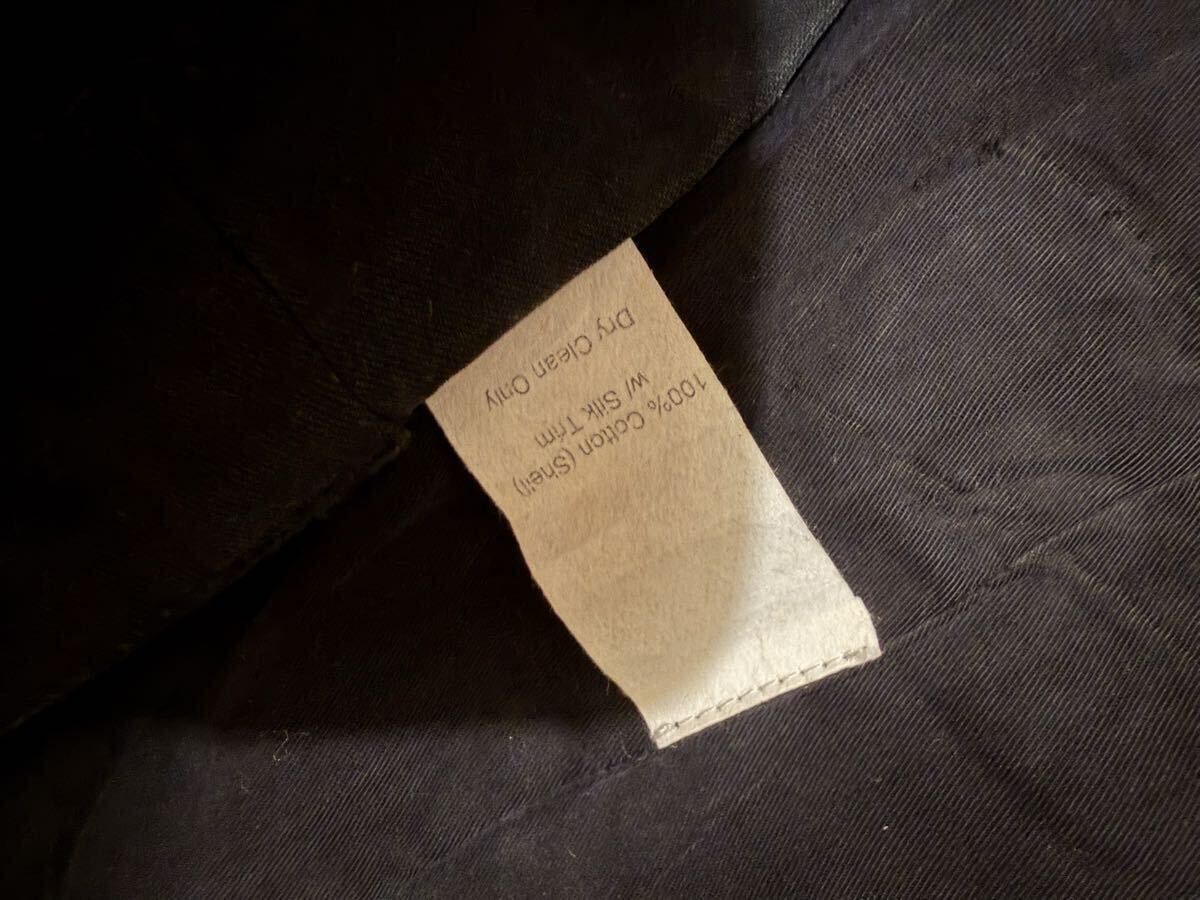 100% Cotton (Shell)
w/ Silk Trim
Dry Clean Only